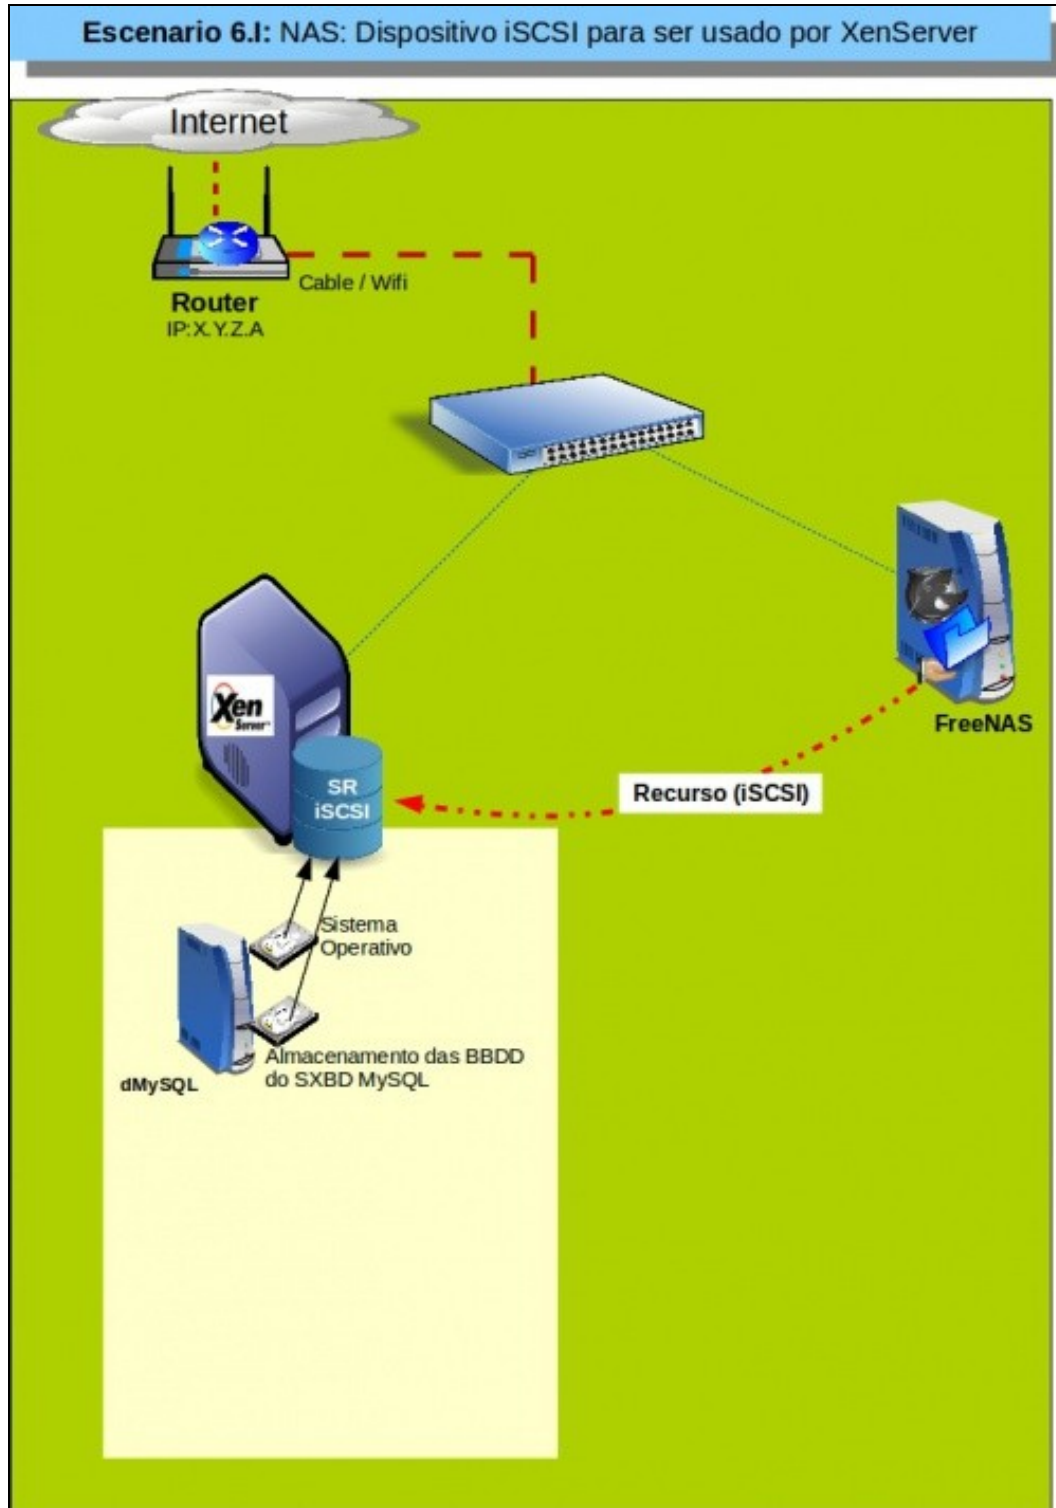 Escenario 6.I: NAS: Dispositivo iSCSI para ser usado por XenServer
Internet
Cable / Wifi
Router
IP:X.Y.Z.A
Xen
Server
FreeNAS
SR
iSCSI
Recurso (iSCSI)
Sistema
Operativo
Almacenamento das BBDD
do SXBD MySQL
dMySQL